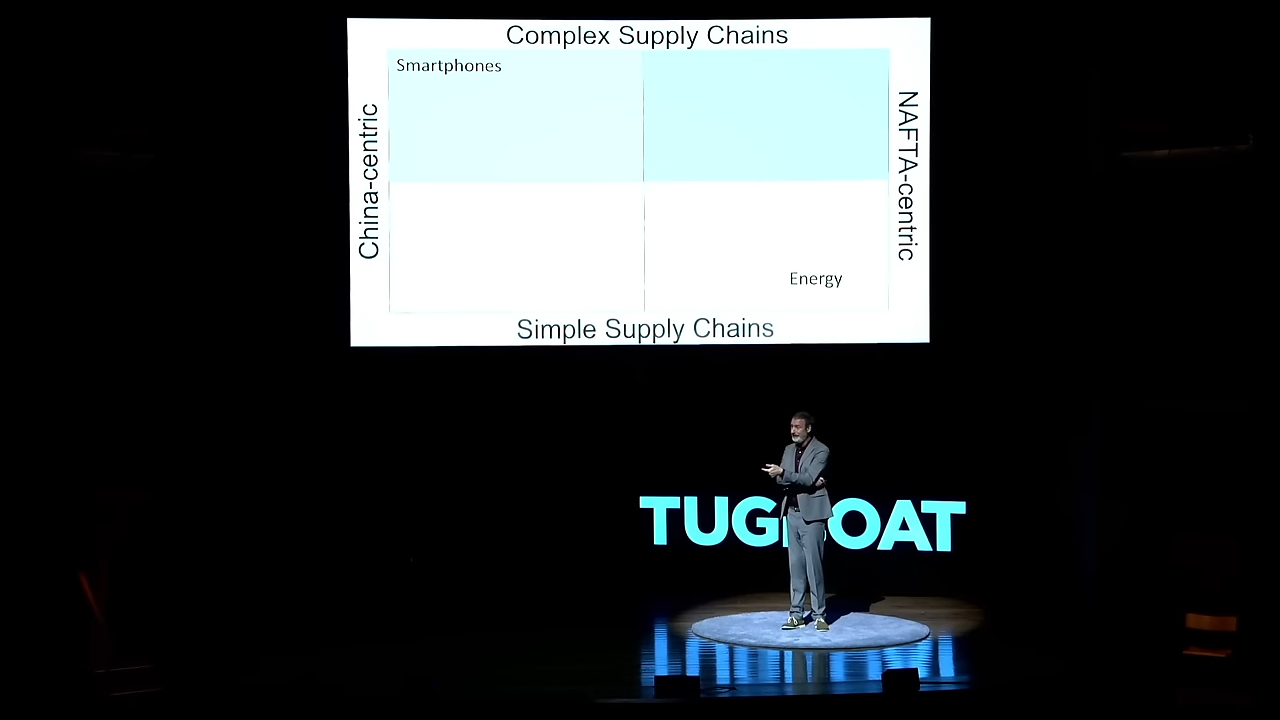 Complex Supply Chains
Smartphones
China-centric
NAFTA-centric
Energy
Simple Supply Chains
TUG OAT